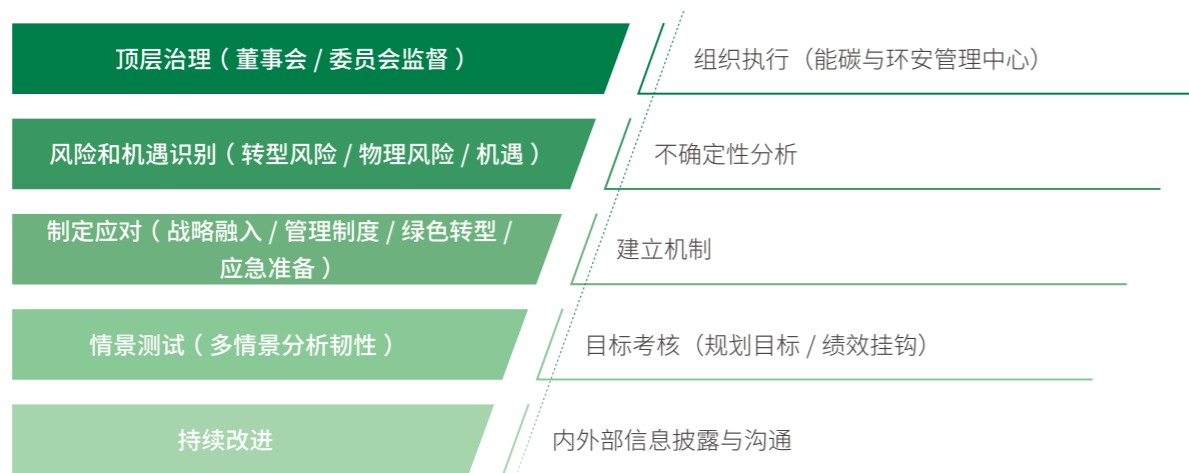 顶层治理（董事会 / 委员会监督）
组织执行（能碳与环安管理中心）
风险和机遇识别（转型风险 / 物理风险 / 机遇）
不确定性分析
制定应对（战略融入 / 管理制度 / 绿色转型 /
应急准备）
建立机制
情景测试（多情景分析韧性）
目标考核（规划目标 / 绩效挂钩）
持续改进
内外部信息披露与沟通